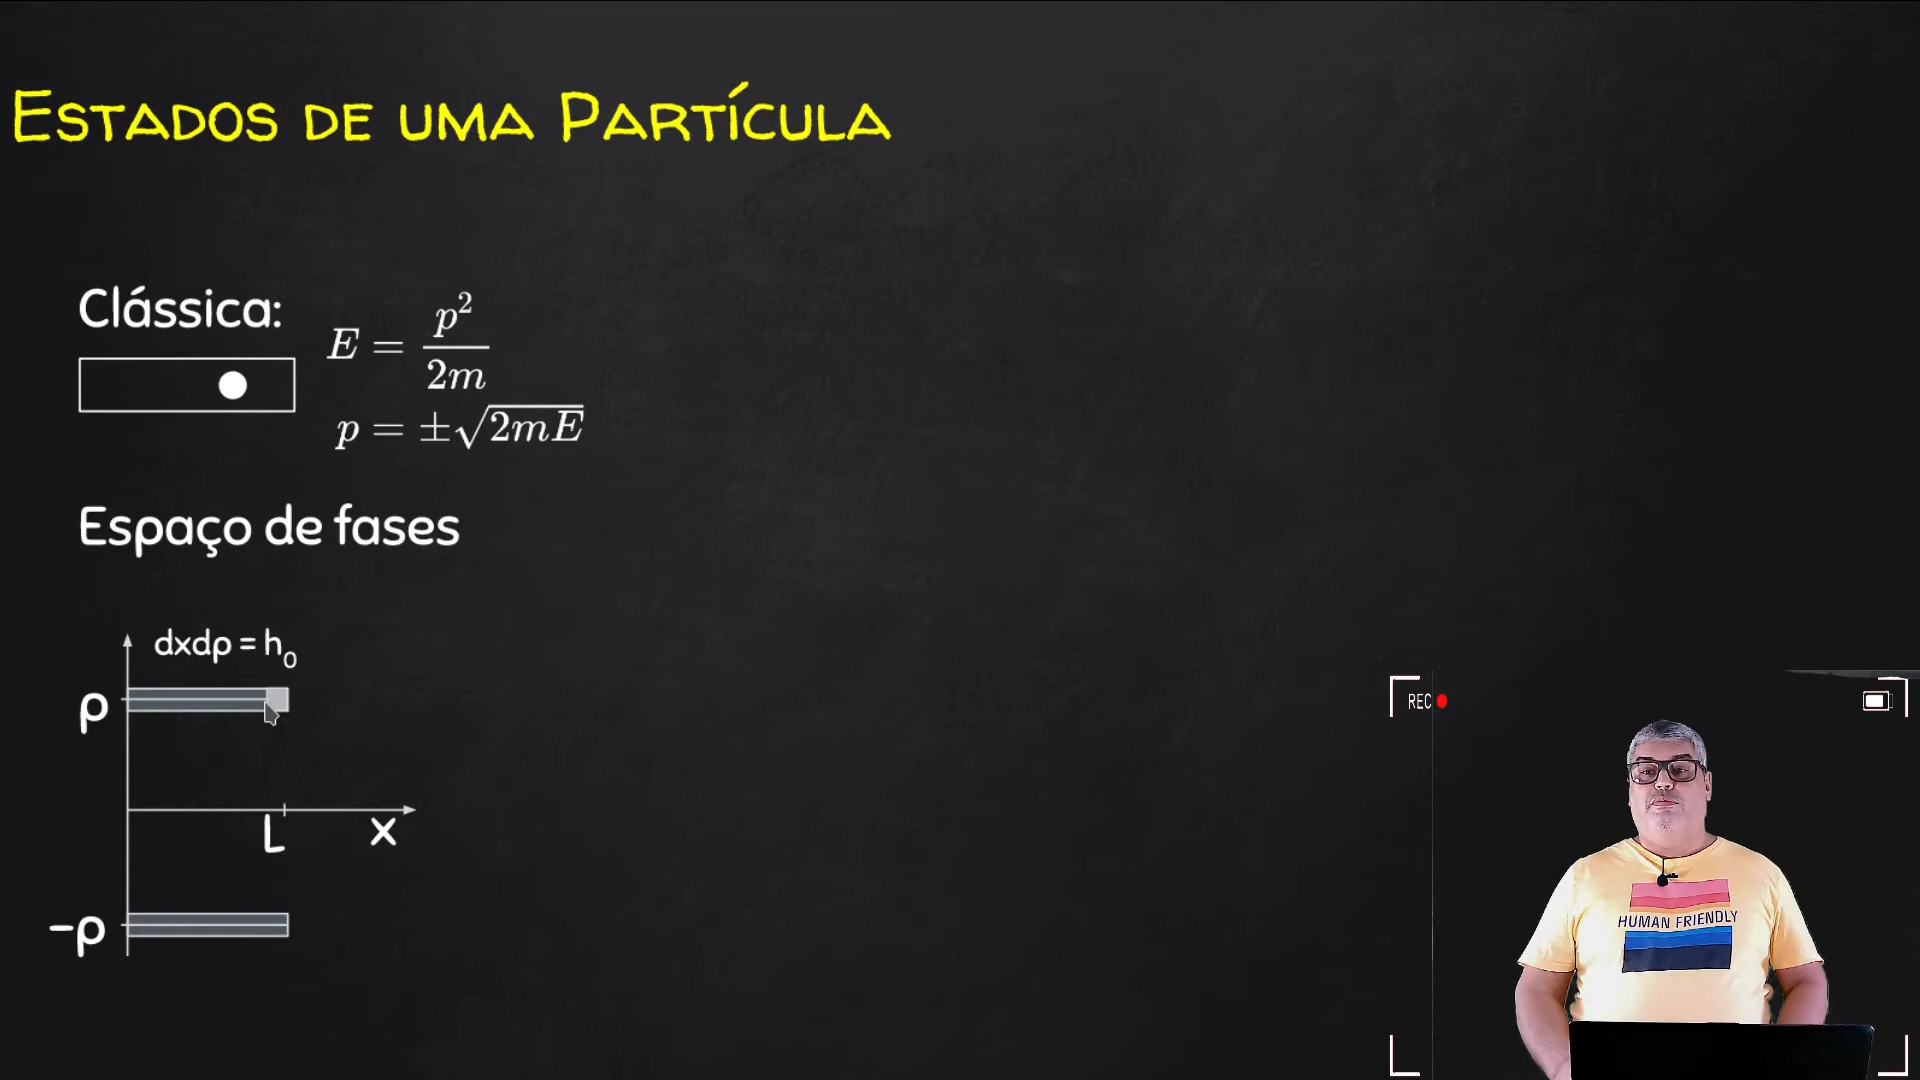 ESTADOS DE UMA PARTÍCULA
Clássica:
E = p²/2m
p = ±√2mE
Espaço de fases
dxdp = h₀
p
L x
-p
REC
HUMAN FRIENDLY